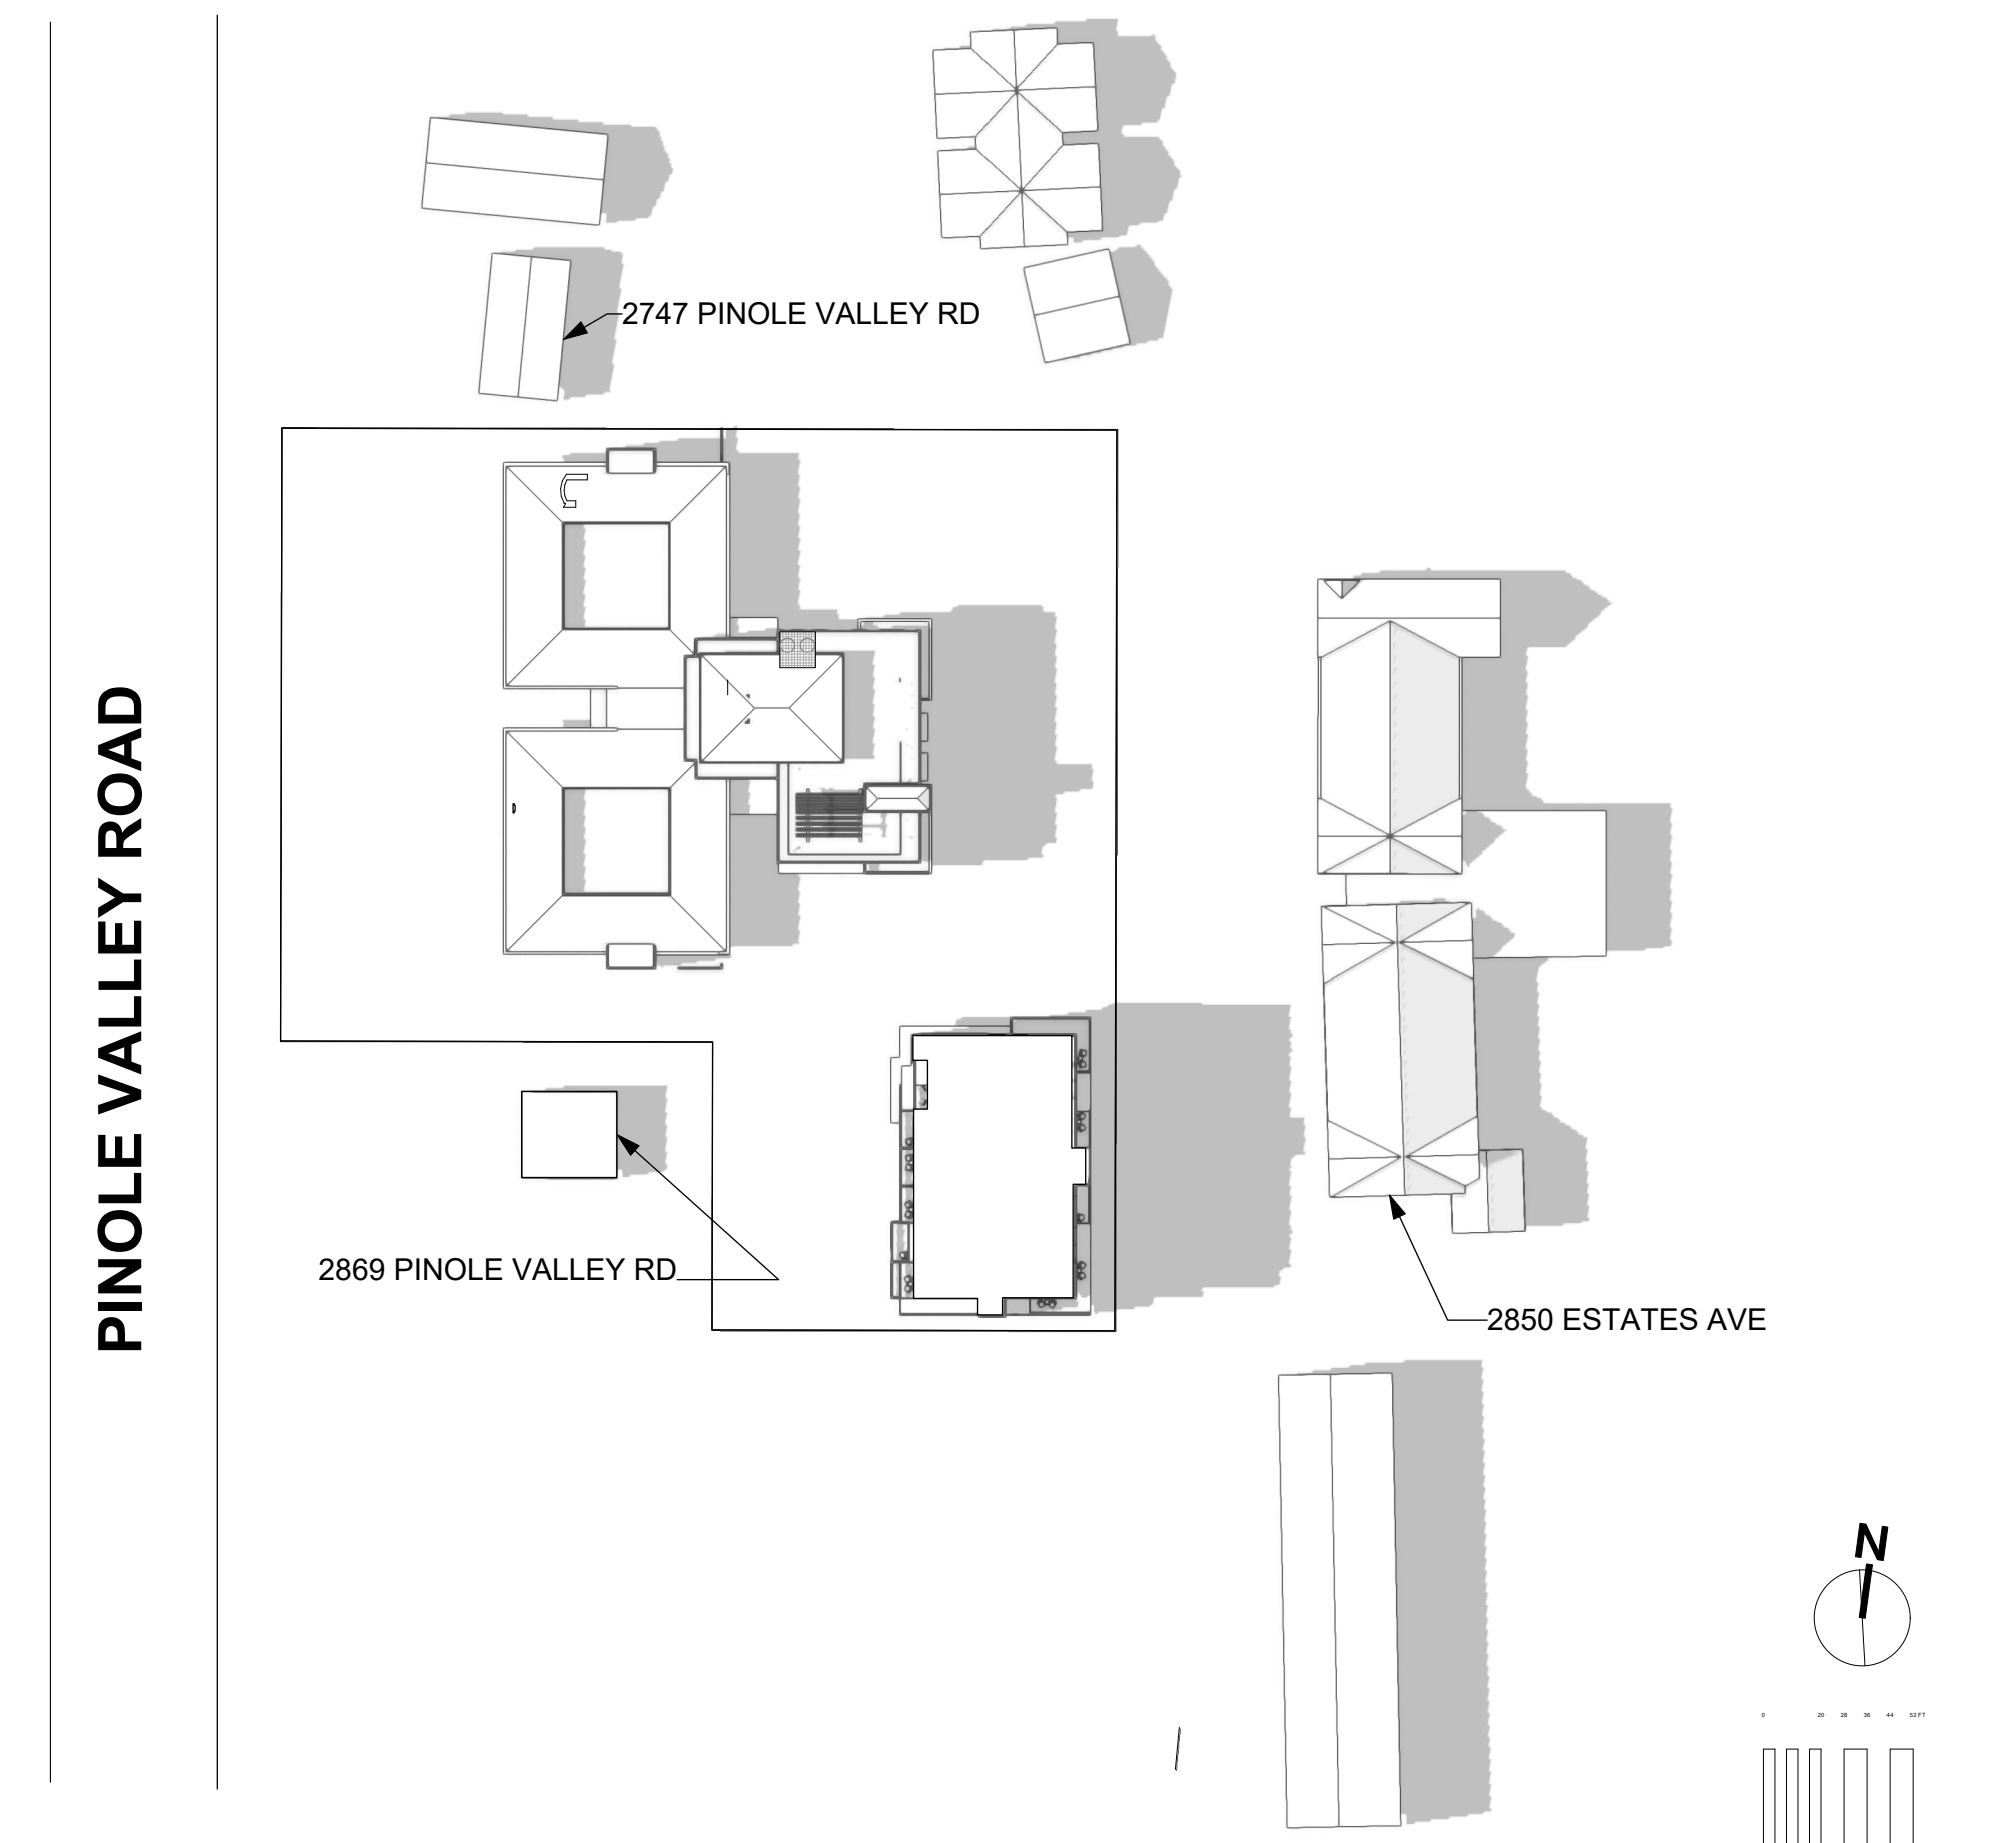 2747 PINOLE VALLEY RD
PINOLE VALLEY ROAD
2869 PINOLE VALLEY RD
2850 ESTATES AVE
N
0 20 28 36 44 52 FT